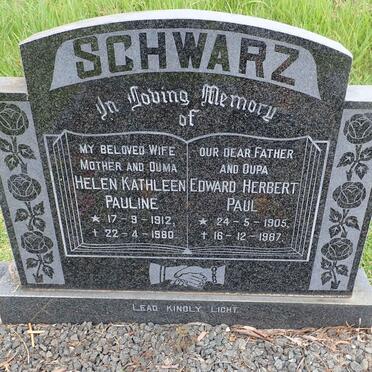 SCHWARZ
In Loving Memory
of
MY BELOVED WIFE
MOTHER AND OUMA
HELEN KATHLEEN
PAULINE
★ 17-9-1912.
† 22-4-1980.
OUR DEAR FATHER
AND OUPA
EDWARD HERBERT
PAUL
★ 24-5-1905.
† 16-12-1987.
LEAD KINDLY LIGHT.